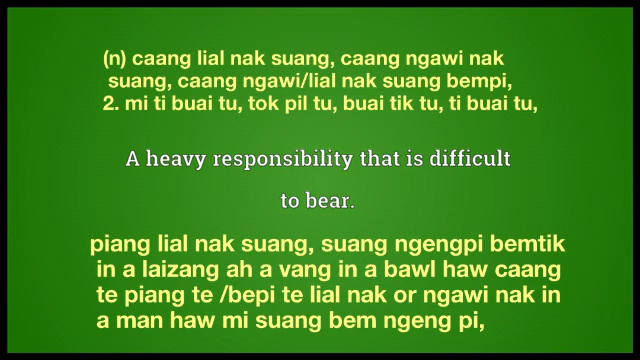 (n) caang lial nak suang, caang ngawi nak
suang, caang ngawi/lial nak suang bempi,
2. mi ti buai tu, tok pil tu, buai tik tu, ti buai tu,
A heavy responsibility that is difficult
to bear.
piang lial nak suang, suang ngengpi bemtik
in a laizang ah a vang in a bawl haw caang
te piang te /bepi te lial nak or ngawi nak in
a man haw mi suang bem ngeng pi,